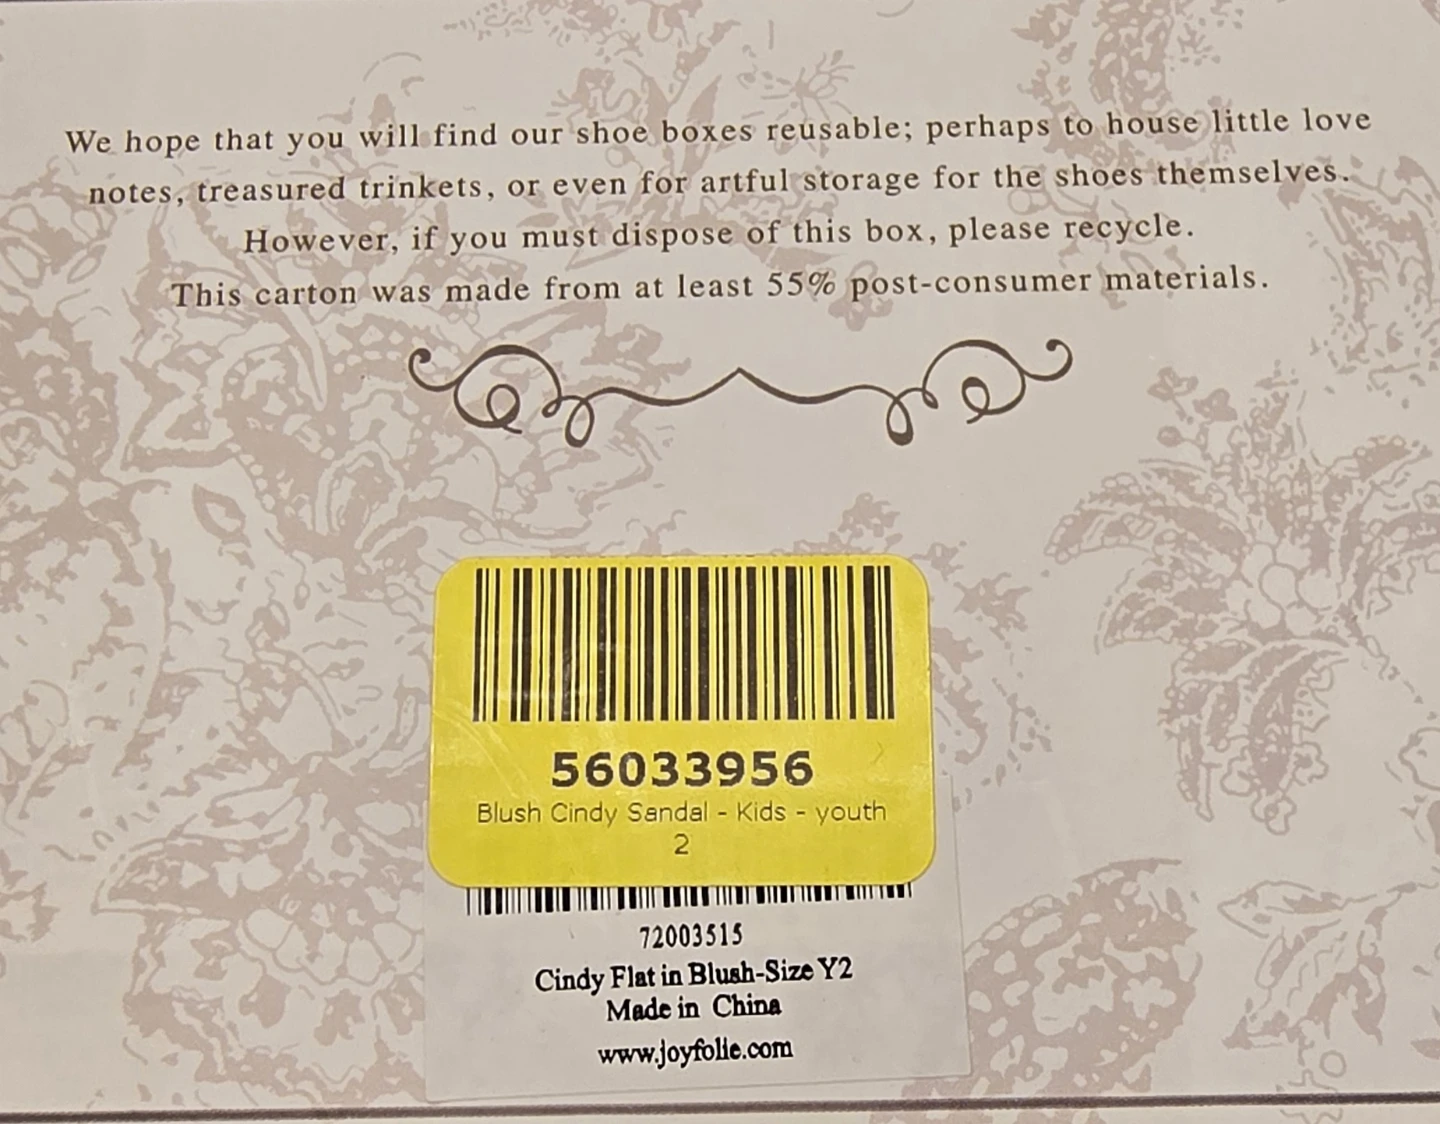 We hope that you will find our shoe boxes reusable; perhaps to house little love
notes, treasured trinkets, or even for artful storage for the shoes themselves.
However, if you must dispose of this box, please recycle.
This carton was made from at least 55% post-consumer materials.
56033956
Blush Cindy Sandal - Kids - youth
2
72003515
Cindy Flat in Blush-Size Y2
Made in China
www.joyfolie.com